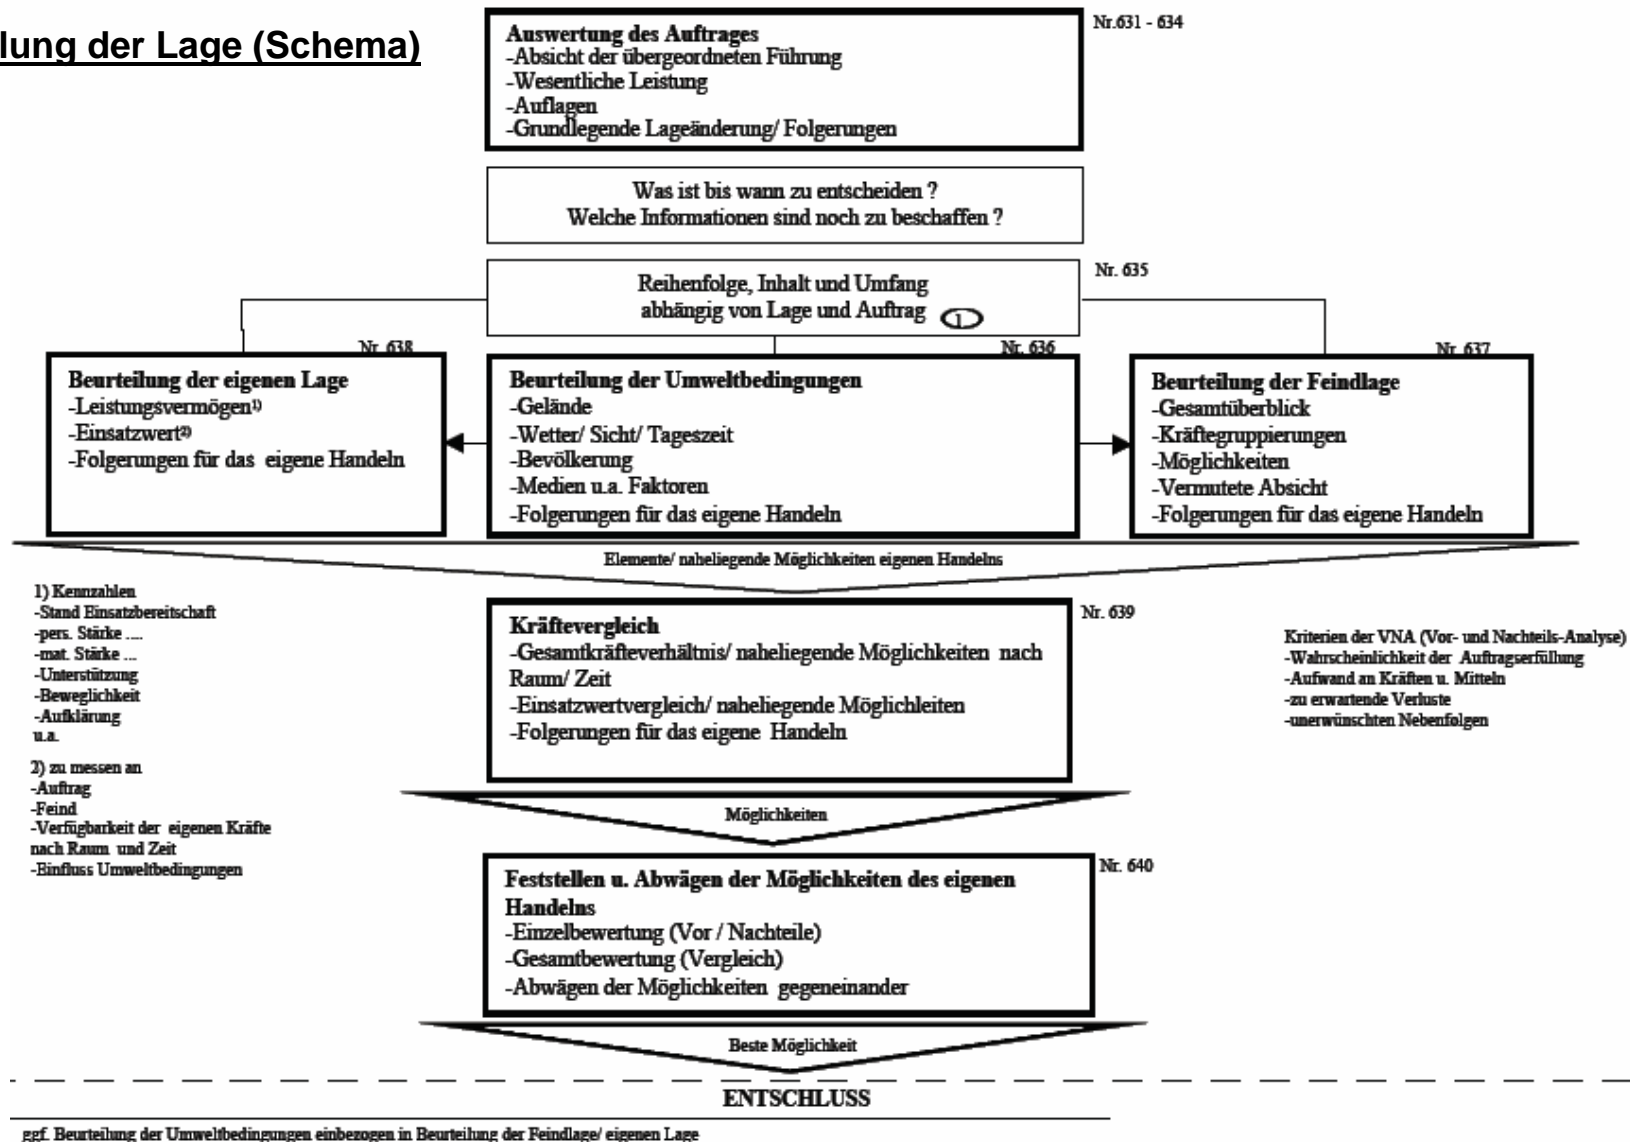 lung der Lage (Schema)
Nr.631 - 634
Auswertung des Auftrages
-Absicht der übergeordneten Führung
-Wesentliche Leistung
-Auflagen
-Grundlegende Lageänderung/ Folgerungen
Was ist bis wann zu entscheiden ?
Welche Informationen sind noch zu beschaffen ?
Nr. 635
Reihenfolge, Inhalt und Umfang
abhängig von Lage und Auftrag 1
Nr. 638
Beurteilung der eigenen Lage
-Leistungsvermögen1)
-Einsatzwert2)
-Folgerungen für das eigene Handeln
Nr. 636
Beurteilung der Umweltbedingungen
-Gelände
-Wetter/ Sicht/ Tageszeit
-Bevölkerung
-Medien u.a. Faktoren
-Folgerungen für das eigene Handeln
Nr. 637
Beurteilung der Feindlage
-Gesamtüberblick
-Kräftegruppierungen
-Möglichkeiten
-Vermutete Absicht
-Folgerungen für das eigene Handeln
Elemente/ naheliegende Möglichkeiten eigenen Handelns
1) Kennzahlen
-Stand Einsatzbereitschaft
-pers. Stärke ....
-mat. Stärke ...
-Unterstützung
-Beweglichkeit
-Aufklärung
u.a.
2) zu messen an
-Auftrag
-Feind
-Verfügbarkeit der eigenen Kräfte
nach Raum und Zeit
-Einfluss Umweltbedingungen
Nr. 639
Kräftevergleich
-Gesamtkräfteverhältnis/ naheliegende Möglichkeiten nach
Raum/ Zeit
-Einsatzwertvergleich/ naheliegende Möglichleiten
-Folgerungen für das eigene Handeln
Kriterien der VNA (Vor- und Nachteils-Analyse)
-Wahrscheinlichkeit der Auftragserfüllung
-Aufwand an Kräften u. Mitteln
-zu erwartende Verluste
-unerwünschten Nebenfolgen
Möglichkeiten
Nr. 640
Feststellen u. Abwägen der Möglichkeiten des eigenen
Handelns
-Einzelbewertung (Vor / Nachteile)
-Gesamtbewertung (Vergleich)
-Abwägen der Möglichkeiten gegeneinander
Beste Möglichkeit
ENTSCHLUSS
ggf. Beurteilung der Umweltbedingungen einbezogen in Beurteilung der Feindlage/ eigenen Lage